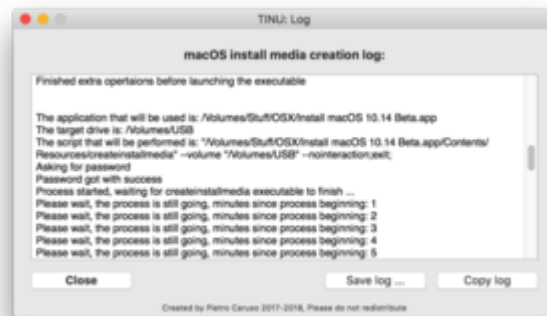 TINU: Log
macOS install media creation log:
Finished extra opertaions before launching the executable
The application that will be used is: /Volumes/Stuff/OSX/Install macOS 10.14 Beta.app
The target drive is: /Volumes/USB
The script that will be performed is: "/Volumes/Stuff/OSX/Install macOS 10.14 Beta.app/Contents/
Resources/createinstallmedia" --volume "/Volumes/USB" --nointeraction;exit;
Asking for password
Password got with success
Process started, waiting for createinstallmedia executable to finish ...
Please wait, the process is still going, minutes since process beginning: 1
Please wait, the process is still going, minutes since process beginning: 2
Please wait, the process is still going, minutes since process beginning: 3
Please wait, the process is still going, minutes since process beginning: 4
Please wait, the process is still going, minutes since process beginning: 5
Close
Save log ...
Copy log
Created by Pietro Caruso 2017-2018, Please do not redistribute